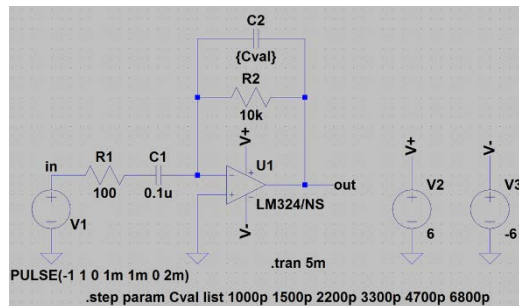 C2
{Cval}
R2
10k
V+
in
R1
C1
U1
V+
V-
100
0.1u
out
LM324/NS
V1
V2
V3
V-
6
-6
.tran 5m
PULSE(-1 1 0 1m 1m 0 2m)
.step param Cval list 1000p 1500p 2200p 3300p 4700p 6800p